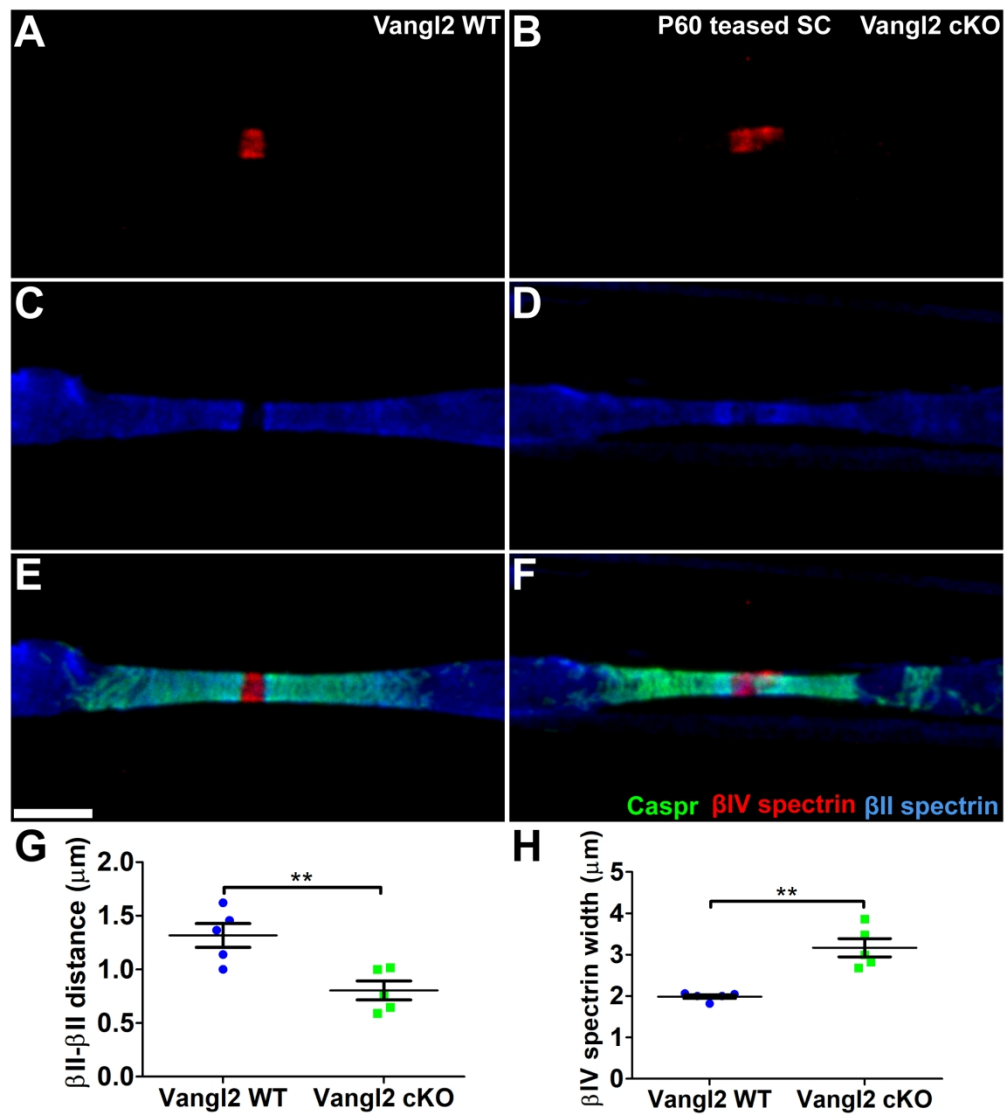 A Vangl2 WT
B P60 teased SC Vangl2 cKO
C
D
E
F
Caspr βIV spectrin βII spectrin
G
βII-βII distance (μm)
2.0
1.5
1.0
0.5
0.0
**
Vangl2 WT Vangl2 cKO
H
βIV spectrin width (μm)
5
4
3
2
1
0
**
Vangl2 WT Vangl2 cKO